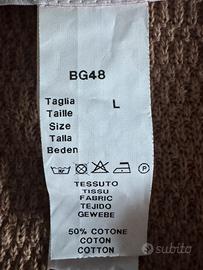 BG48
Taglia
Taille
Size L
Talla
Beden
P
TESSUTO
TISSU
FABRIC
TEJIDO
GEWEBE
50% COTONE
COTON
COTTON
subito